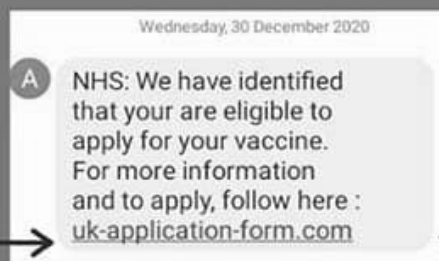 Wednesday, 30 December 2020
A
NHS: We have identified
that your are eligible to
apply for your vaccine.
For more information
and to apply, follow here :
uk-application-form.com